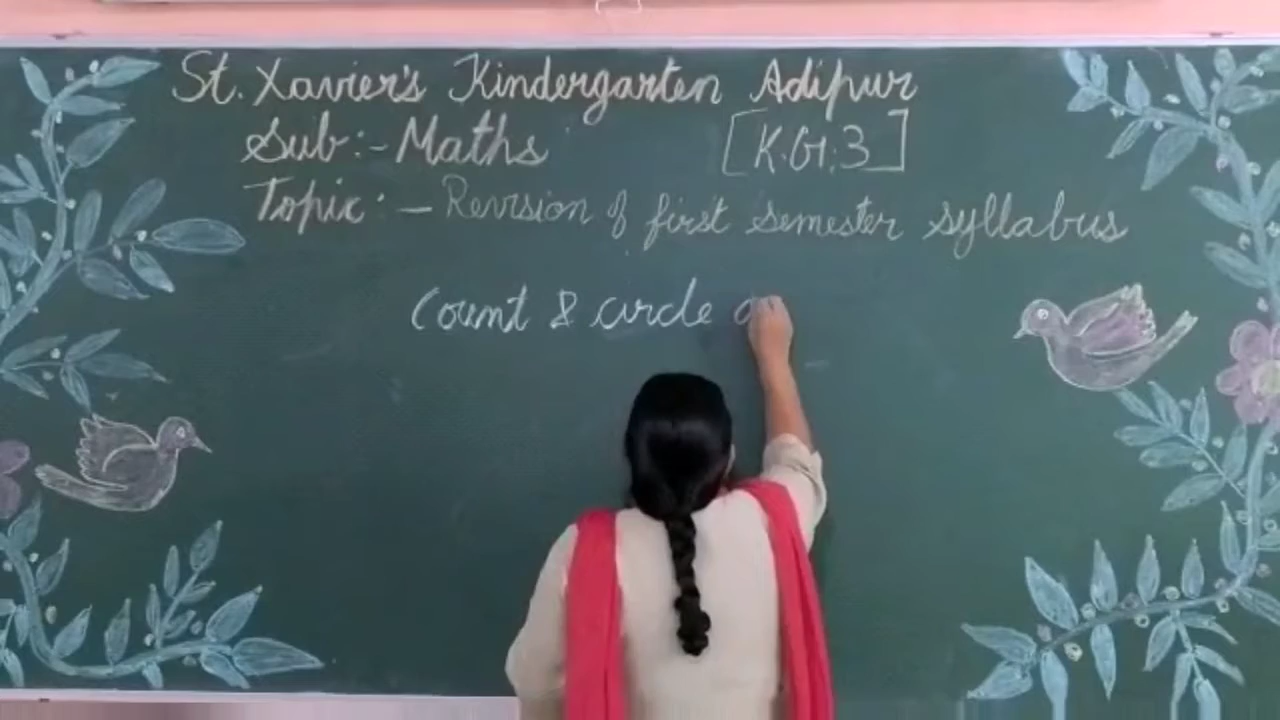 St. Xavier's Kindergarten Adipur
Sub:- Maths [K.G.3]
Topic:- Revision of first semester syllabus
Count & circle